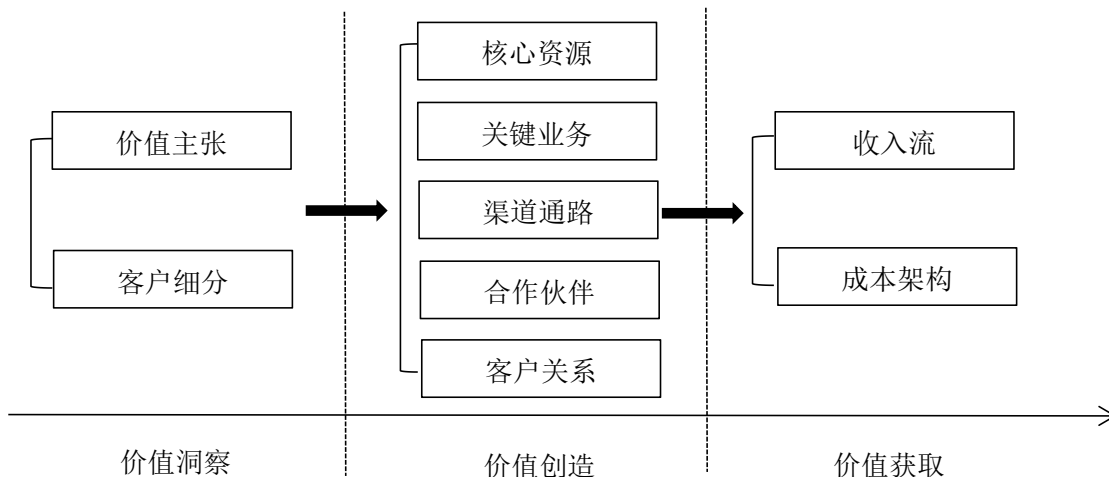 价值主张
客户细分
核心资源
关键业务
渠道通路
合作伙伴
客户关系
收入流
成本架构
价值洞察
价值创造
价值获取